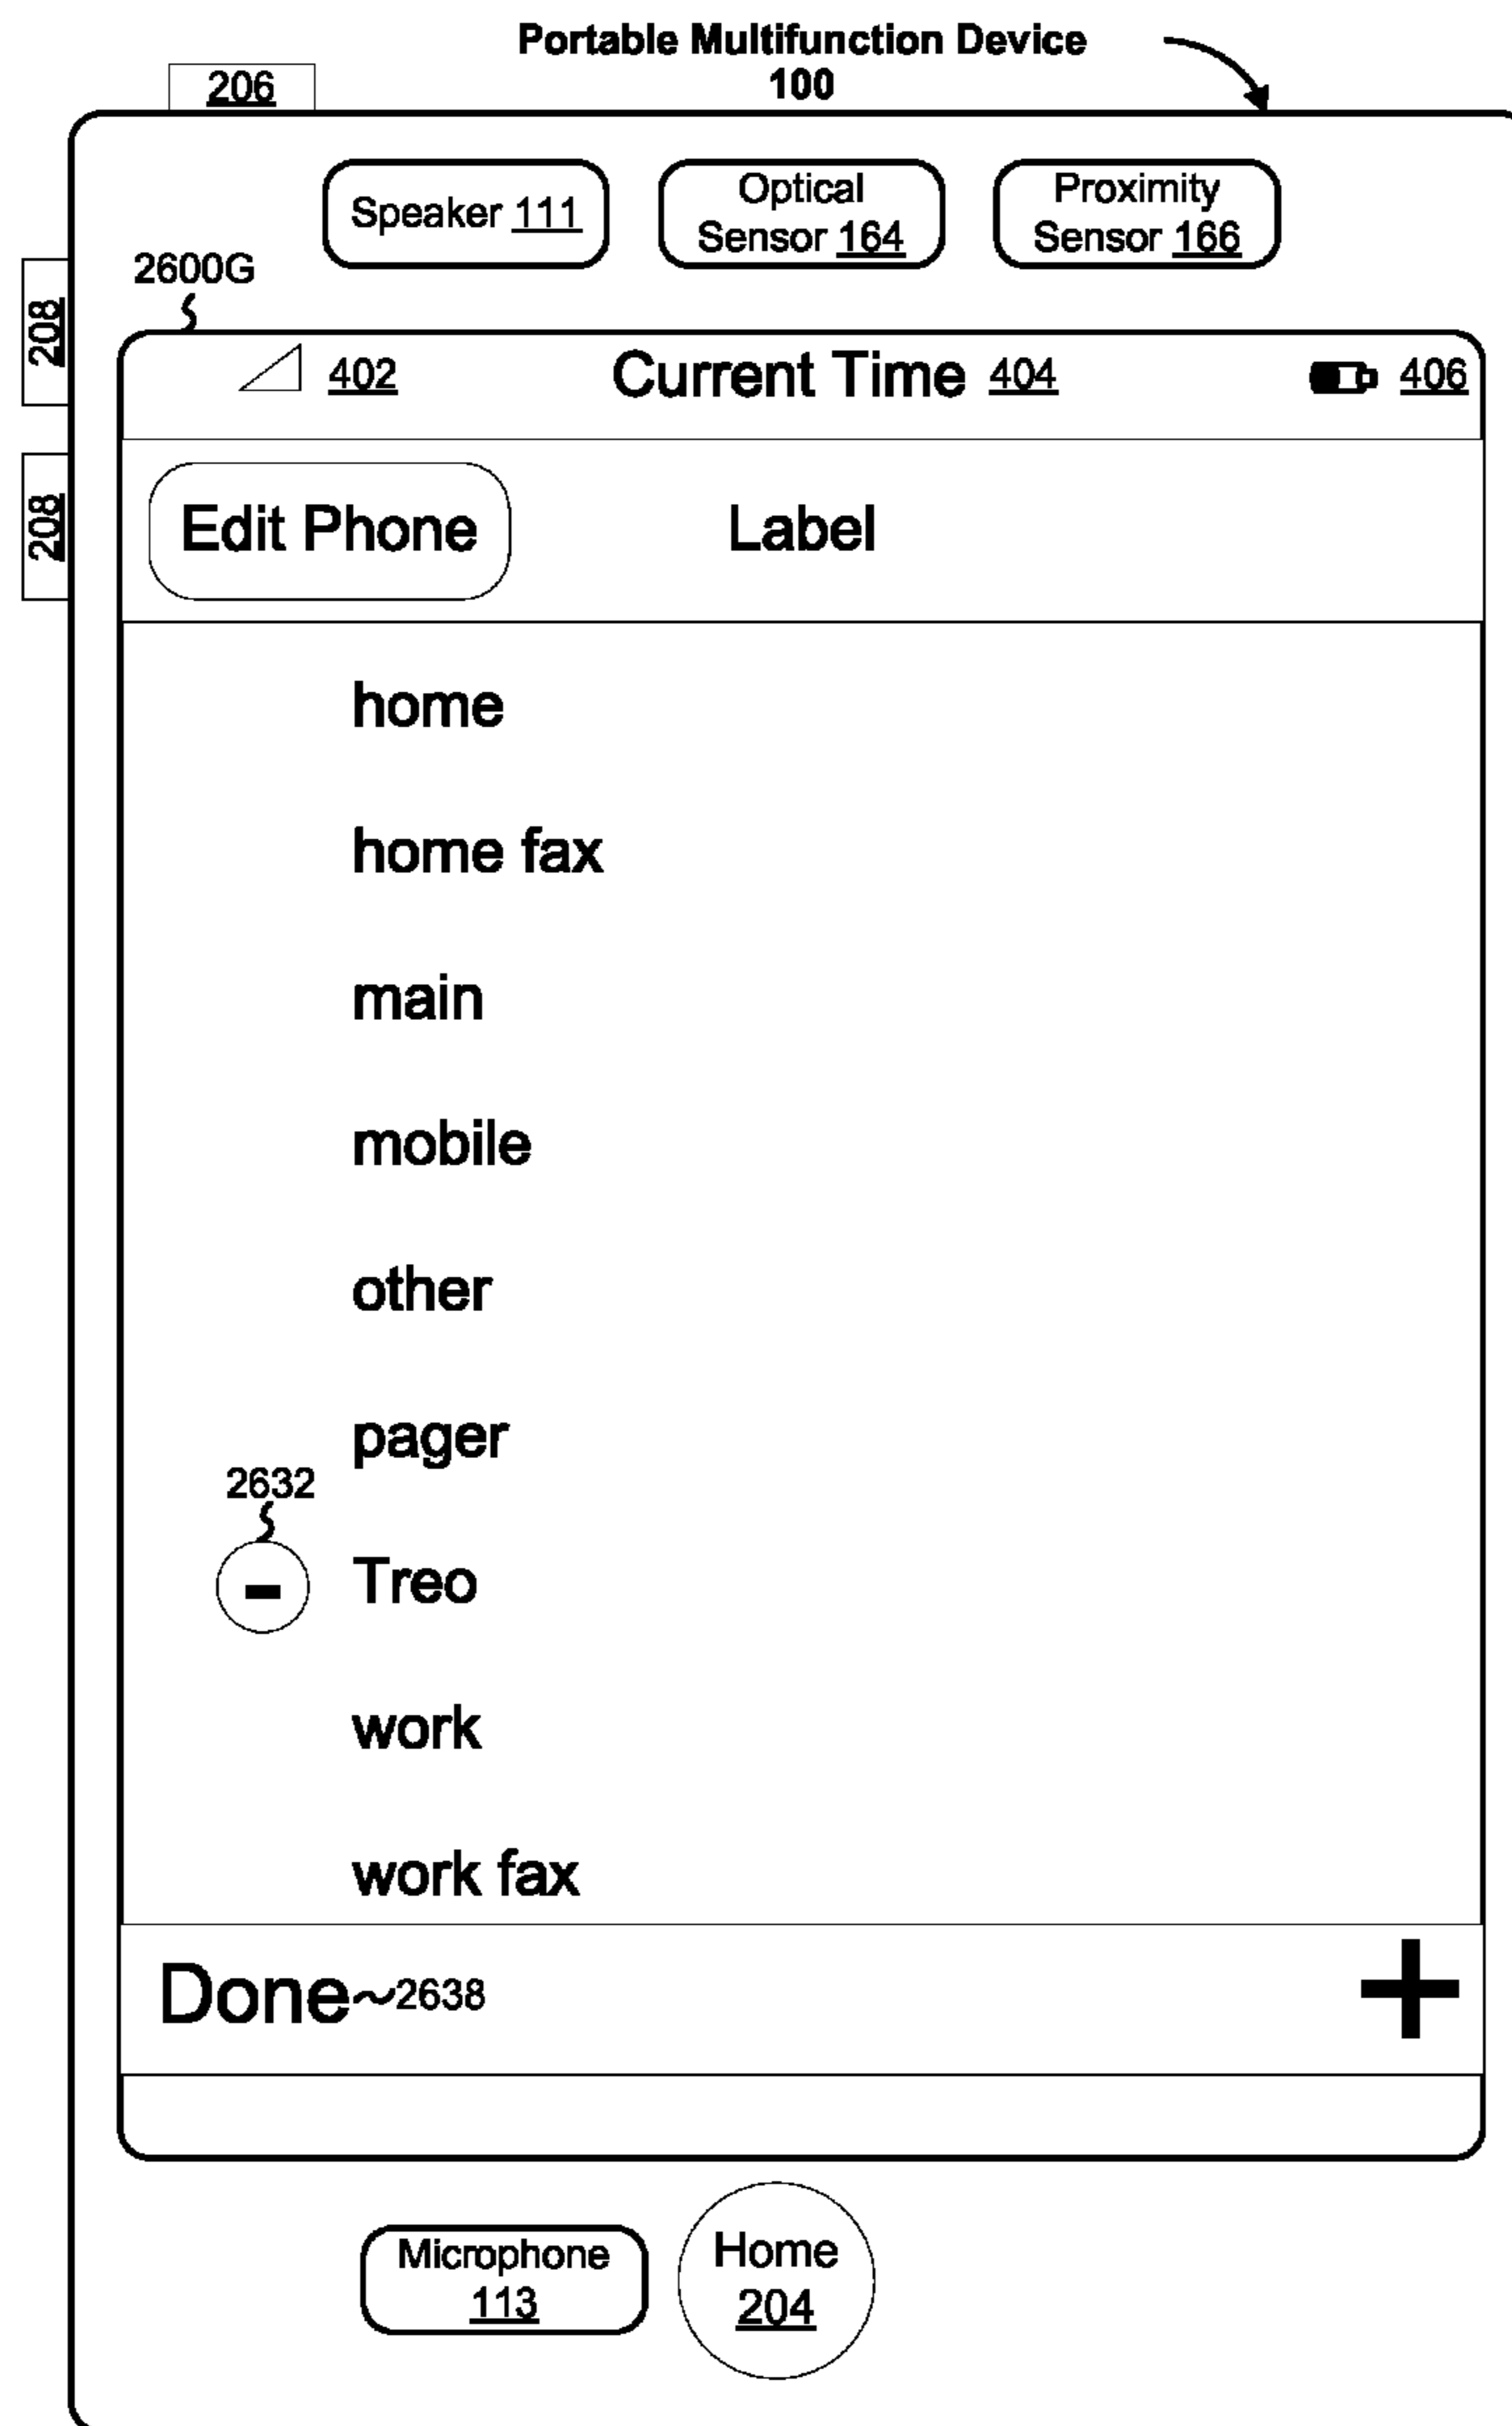 Portable Multifunction Device
100
206
Speaker 111
Optical
Sensor 164
Proximity
Sensor 166
2600G
208
402
Current Time 404
406
208
Edit Phone
Label
home
home fax
main
mobile
other
pager
2632
Treo
work
work fax
Done 2638
Microphone
113
Home
204